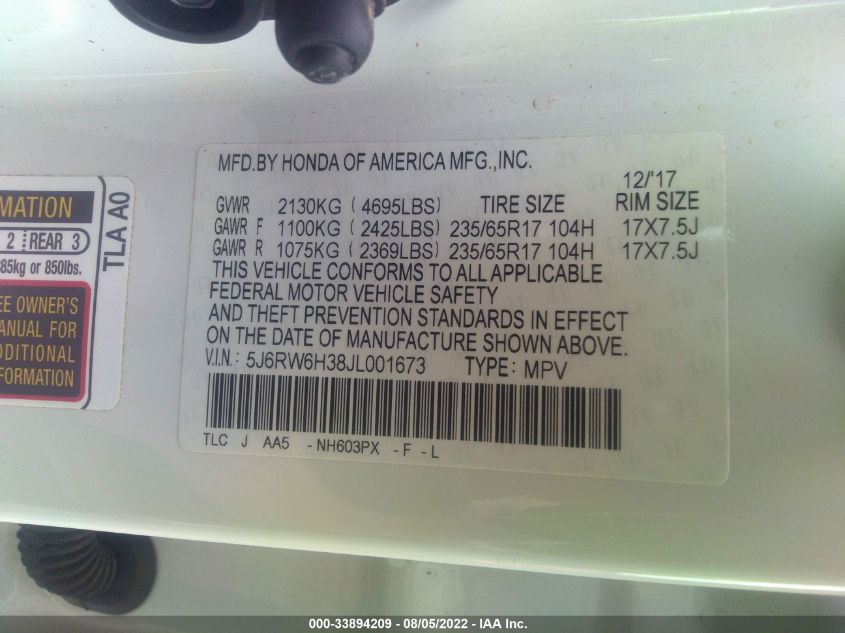 MFD.BY HONDA OF AMERICA MFG.,INC.
12/'17
GVWR 2130KG (4695LBS) TIRE SIZE RIM SIZE
GAWR F 1100KG (2425LBS) 235/65R17 104H 17X7.5J
GAWR R 1075KG (2369LBS) 235/65R17 104H 17X7.5J
THIS VEHICLE CONFORMS TO ALL APPLICABLE
FEDERAL MOTOR VEHICLE SAFETY
AND THEFT PREVENTION STANDARDS IN EFFECT
ON THE DATE OF MANUFACTURE SHOWN ABOVE.
V.I.N.: 5J6RW6H38JL001673 TYPE: MPV
TLC J AA5 -NH603PX -F -L
MATION
2 REAR 3
385kg or 850lbs.
EE OWNER'S
ANUAL FOR
DDITIONAL
FORMATION
TLA A0
000-33894209 - 08/05/2022 - IAA Inc.